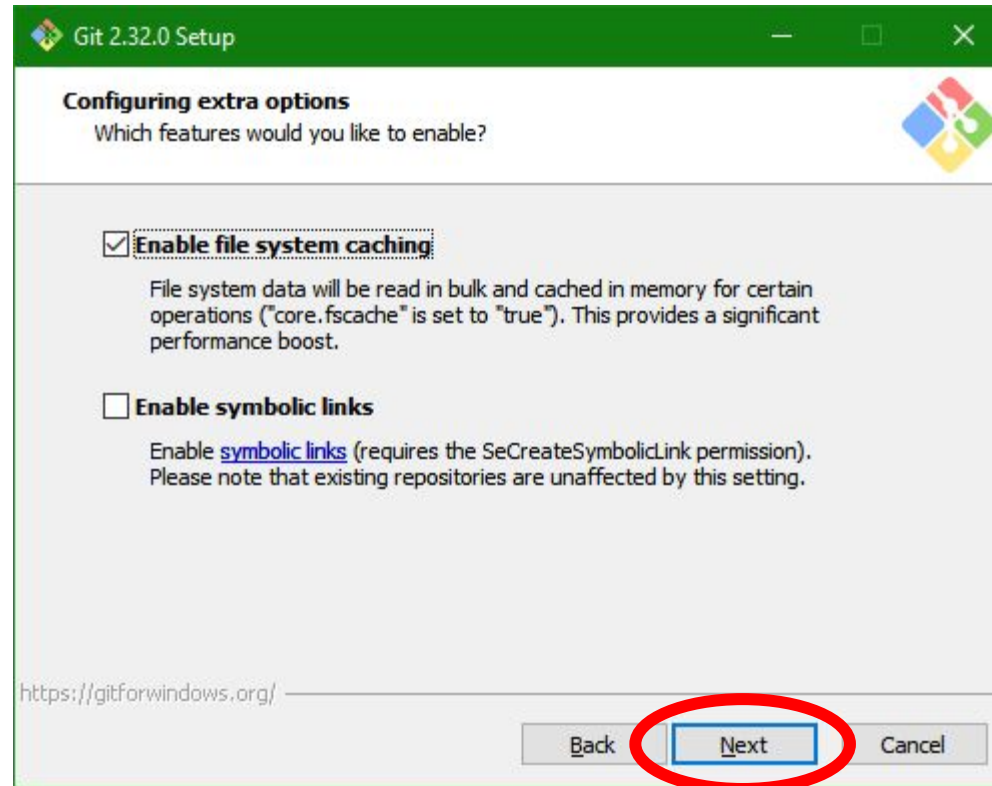 Git 2.32.0 Setup
Configuring extra options
Which features would you like to enable?
Enable file system caching
File system data will be read in bulk and cached in memory for certain
operations ("core.fscache" is set to "true"). This provides a significant
performance boost.
Enable symbolic links
Enable symbolic links (requires the SeCreateSymbolicLink permission).
Please note that existing repositories are unaffected by this setting.
https://gitforwindows.org/
Back Next Cancel